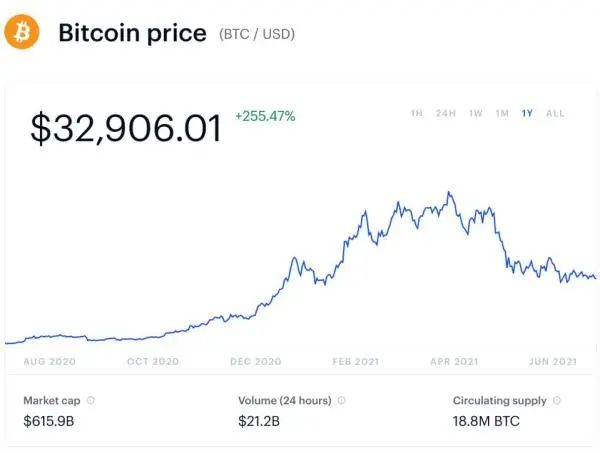 Bitcoin price (BTC / USD)
$32,906.01 +255.47%
1H 24H 1W 1M 1Y ALL
AUG 2020 OCT 2020 DEC 2020 FEB 2021 APR 2021 JUN 2021
Market cap Volume (24 hours) Circulating supply
$615.9B $21.2B 18.8M BTC